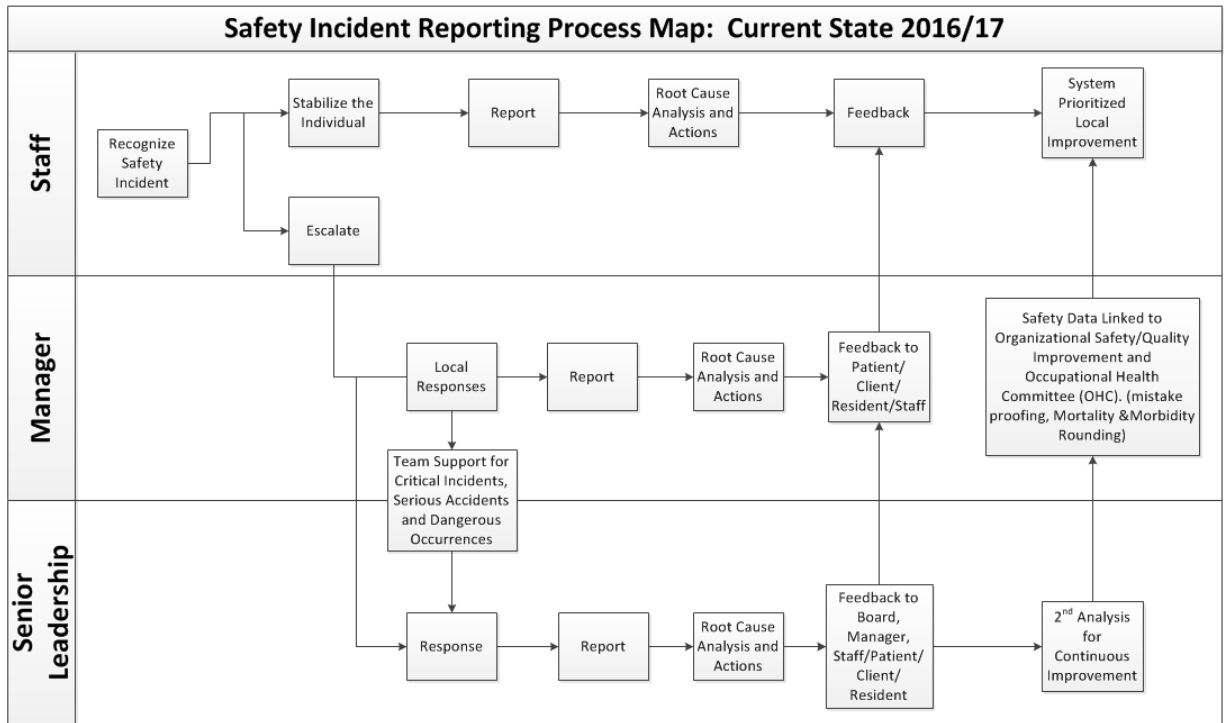 Safety Incident Reporting Process Map: Current State 2016/17
Staff
Recognize
Safety
Incident
Stabilize the
Individual
Report
Root Cause
Analysis and
Actions
Feedback
System
Prioritized
Local
Improvement
Escalate
Manager
Local
Responses
Report
Root Cause
Analysis and
Actions
Feedback to
Patient/
Client/
Resident/Staff
Safety Data Linked to
Organizational Safety/Quality
Improvement and
Occupational Health
Committee (OHC). (mistake
proofing, Mortality &Morbidity
Rounding)
Team Support for
Critical Incidents,
Serious Accidents
and Dangerous
Occurrences
Senior
Leadership
Response
Report
Root Cause
Analysis and
Actions
Feedback to
Board,
Manager,
Staff/Patient/
Client/
Resident
2nd Analysis
for
Continuous
Improvement